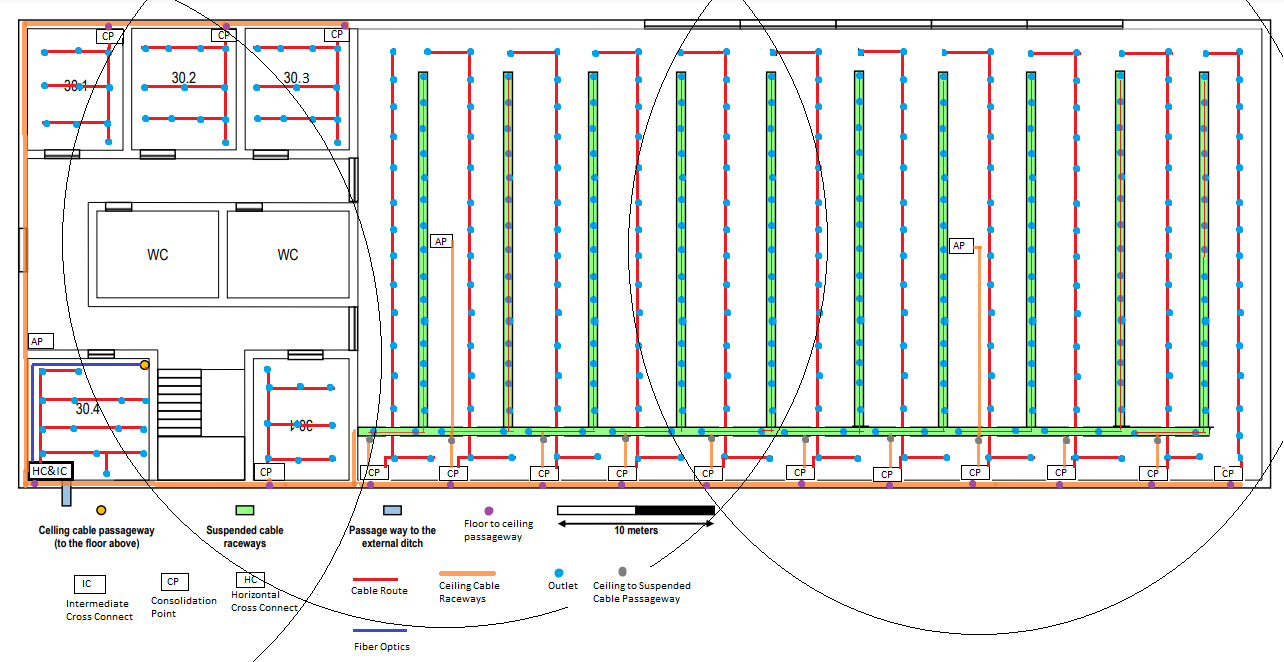 CP
CP
CP
30.1
30.2
30.3
WC
WC
AP
AP
AP
30.4
HC&IC
CP
CP
CP
CP
CP
CP
CP
CP
CP
CP
CP
CP
Celling cable passageway
(to the floor above)
Suspended cable
raceways
Passage way to the
external ditch
Floor to ceiling
passageway
10 meters
IC
Intermediate
Cross Connect
CP
Consolidation
Point
HC
Horizontal
Cross Connect
Cable Route
Ceiling Cable
Raceways
Outlet
Ceiling to Suspended
Cable Passageway
Fiber Optics